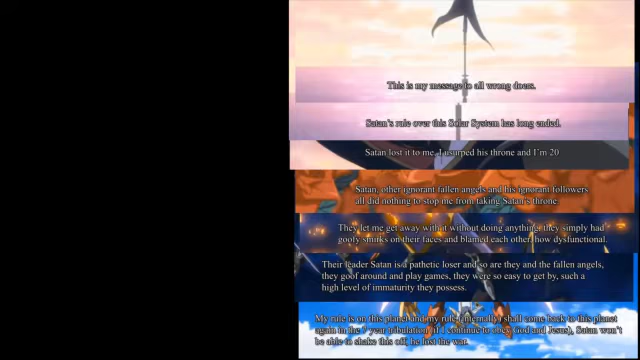 This is my message to all wrong doers.
Satan's rule over this Solar System has long ended.
Satan lost it to me, I usurped his throne and I'm 20
Satan, other ignorant fallen angels and his ignorant followers
all did nothing to stop me from taking Satan's throne.
They let me get away with it without doing anything, they simply had
goofy smirks on their faces and blamed each other, how dysfunctional.
Their leader Satan is a pathetic loser and so are they and the fallen angels,
they goof around and play games, they were so easy to get by, such
a high level of immaturity they possess.
My rule is on this planet and my rule (internally) shall come back to this planet
again in the 7 year tribulation (if I continue to obey God and Jesus), Satan won't
be able to shake this off, he lost the war.